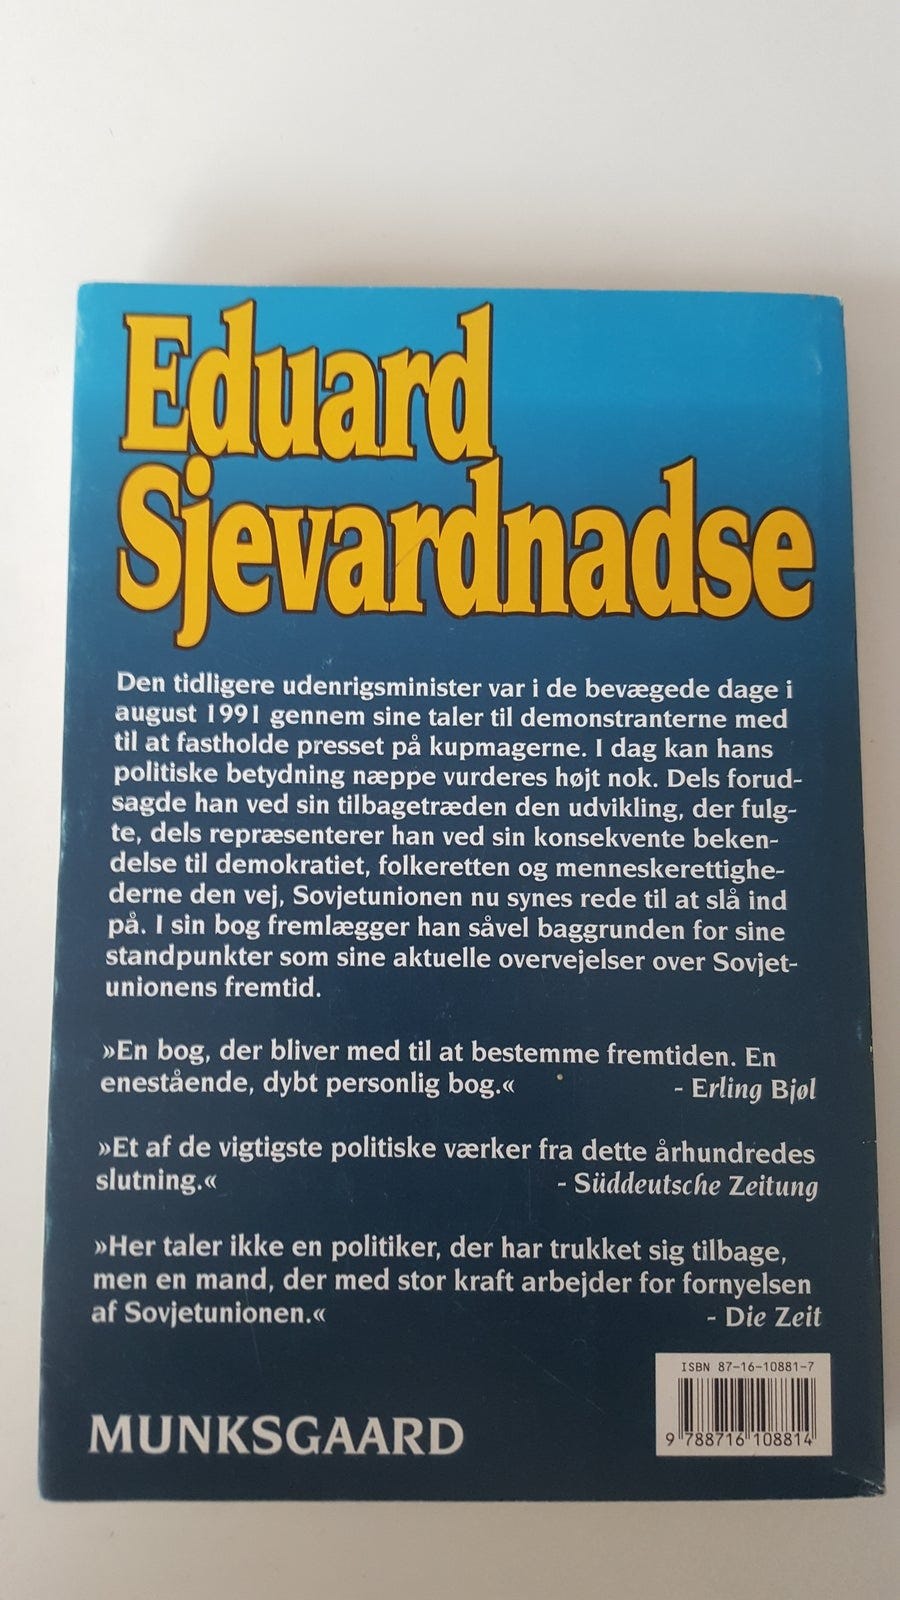 Eduard
Sjevardnadse
Den tidligere udenrigsminister var i de bevægede dage i
august 1991 gennem sine taler til demonstranterne med
til at fastholde presset på kupmagerne. I dag kan hans
politiske betydning næppe vurderes højt nok. Dels forud-
sagde han ved sin tilbagetræden den udvikling, der fulg-
te, dels repræsenterer han ved sin konsekvente beken-
delse til demokratiet, folkeretten og menneskerettighe-
derne den vej, Sovjetunionen nu synes rede til at slå ind
på. I sin bog fremlægger han såvel baggrunden for sine
standpunkter som sine aktuelle overvejelser over Sovjet-
unionens fremtid.
»En bog, der bliver med til at bestemme fremtiden. En
enestående, dybt personlig bog.« - Erling Bjøl
»Et af de vigtigste politiske værker fra dette århundredes
slutning.« - Süddeutsche Zeitung
»Her taler ikke en politiker, der har trukket sig tilbage,
men en mand, der med stor kraft arbejder for fornyelsen
af Sovjetunionen.« - Die Zeit
ISBN 87-16-10881-7
9 788716 108814
MUNKSGAARD